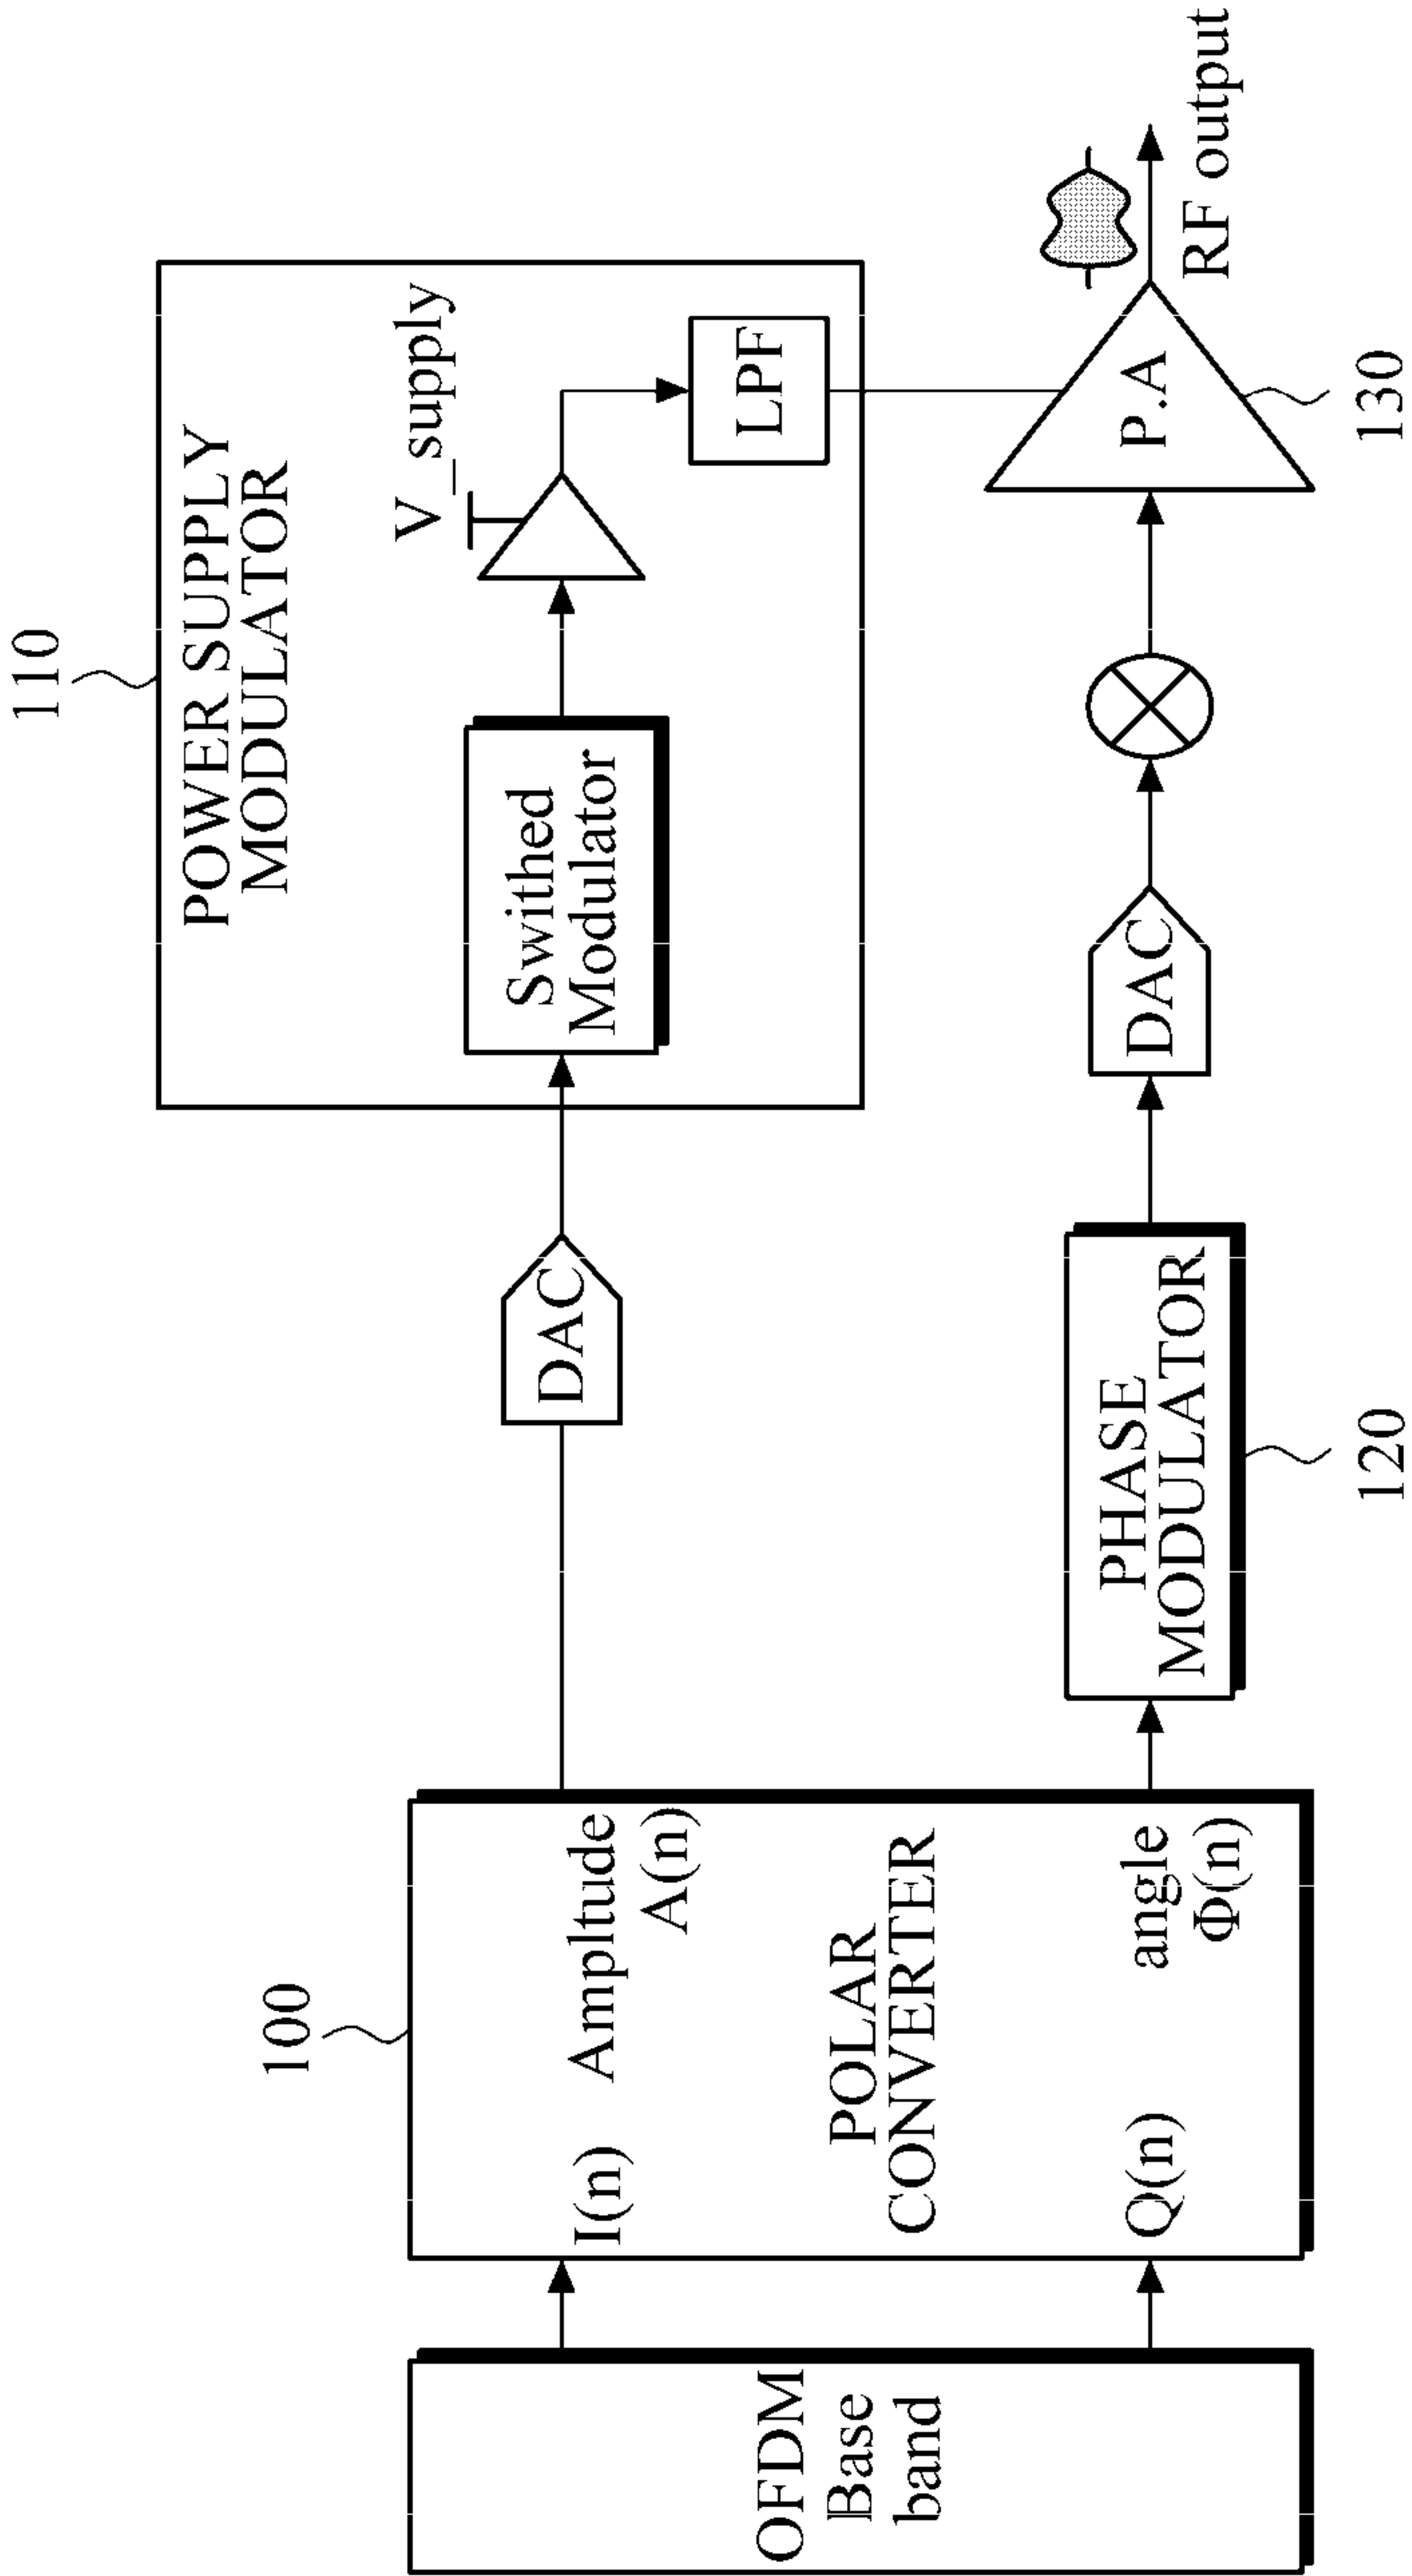 OFDM
Base
band
100
I(n)
Ampltude
A(n)
POLAR
CONVERTER
Q(n)
angle
Φ(n)
DAC
110
POWER SUPPLY
MODULATOR
Swithed
Modulator
V_supply
LPF
PHASE
MODULATOR
120
DAC
P.A
130
RF output